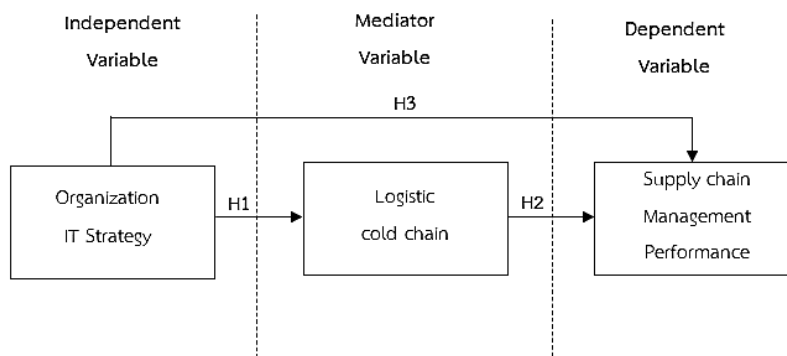 Independent
Variable
Mediator
Variable
Dependent
Variable
H3
Organization
IT Strategy
H1
Logistic
cold chain
H2
Supply chain
Management
Performance